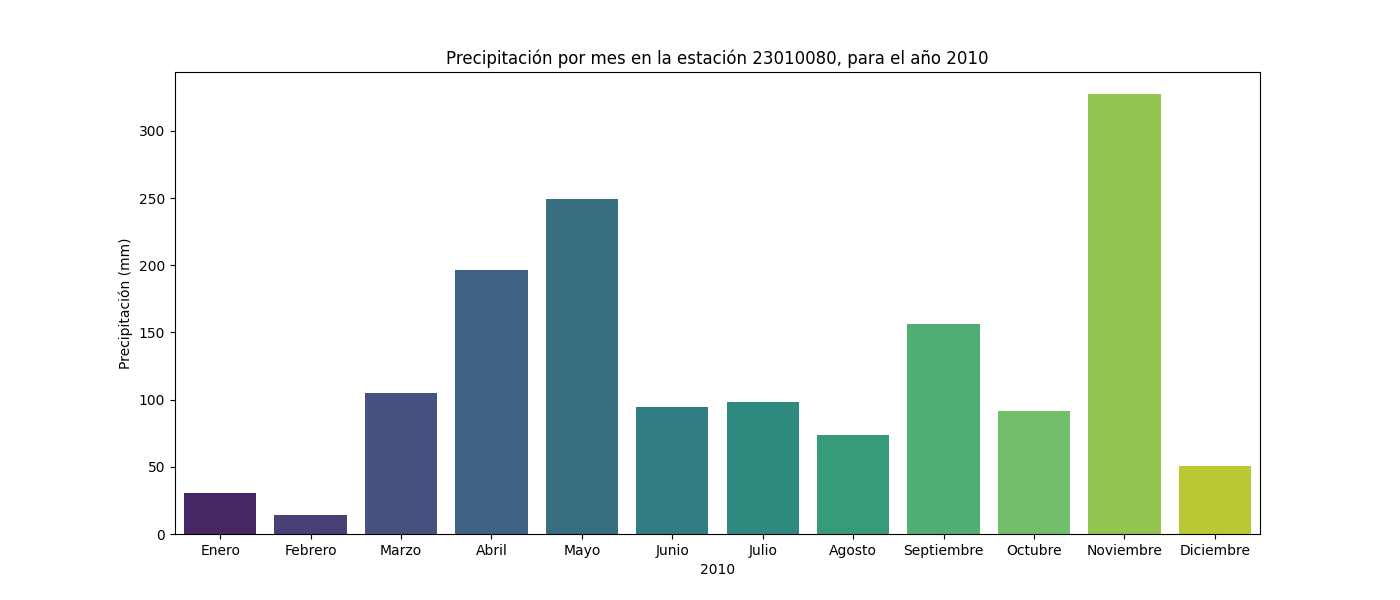 Precipitación por mes en la estación 23010080, para el año 2010
Precipitación (mm)
300
250
200
150
100
50
0
Enero Febrero Marzo Abril Mayo Junio Julio Agosto Septiembre Octubre Noviembre Diciembre
2010